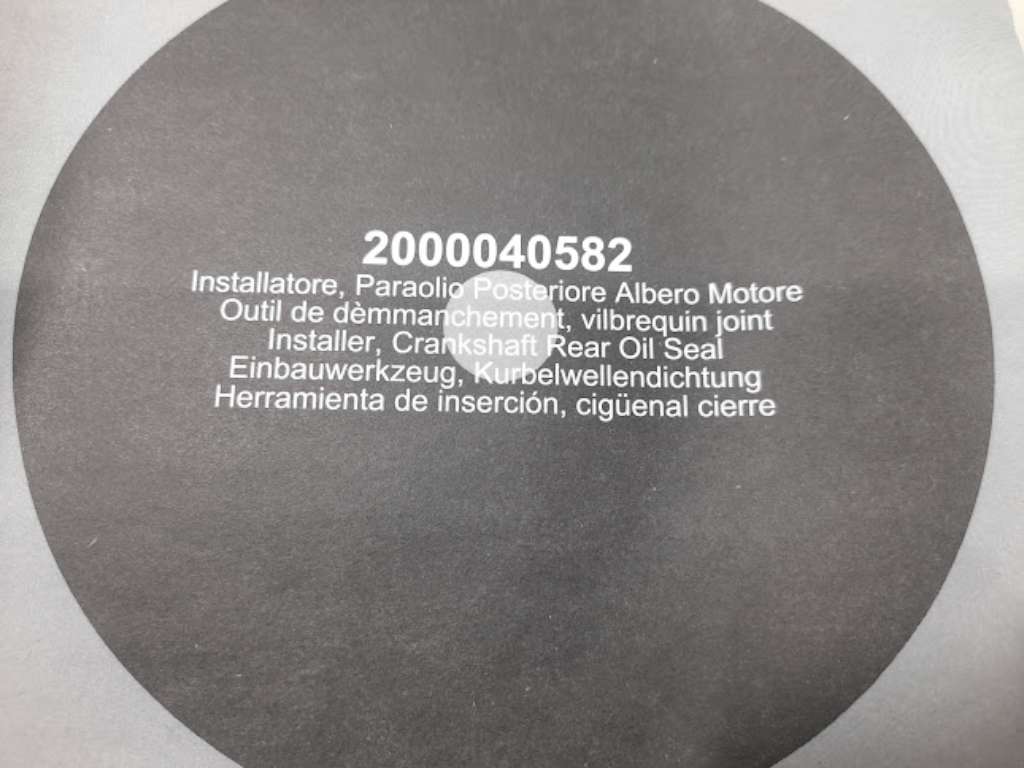 2000040582
Installatore, Paraolio Posteriore Albero Motore
Outil de dèmmanchement, vilbrequin joint
Installer, Crankshaft Rear Oil Seal
Einbauwerkzeug, Kurbelwellendichtung
Herramienta de inserción, cigüenal cierre